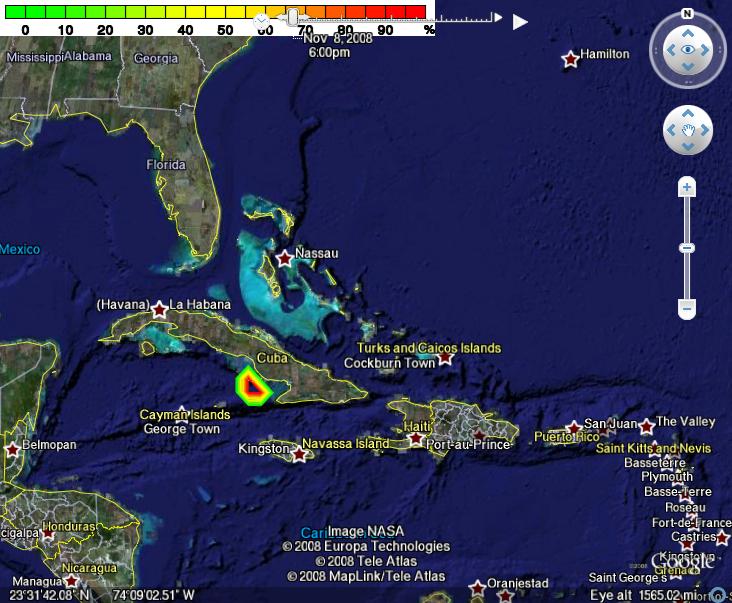 0 10 20 30 40 50 60 70 80 90 %
Nov 8, 2008
6:00pm
N
Hamilton
Mississippi Alabama Georgia
Florida
Mexico
Nassau
(Havana) La Habana
Cuba
Turks and Caicos Islands
Cockburn Town
Cayman Islands
George Town
Haiti
Port-au-Prince
Kingston
Navassa Island
San Juan
Puerto Rico
The Valley
Saint Kitts and Nevis
Basseterre
Plymouth
Basse-Terre
Roseau
Fort-de-France
Castries
Kingstown
Belmopan
Honduras
cigalpa
Nicaragua
Managua
Image NASA
© 2008 Europa Technologies
© 2008 Tele Atlas
© 2008 MapLink/Tele Atlas
©2008 Google
Grenada
Saint George's
Oranjestad
23°31'42.08" N 74°09'02.51" W
Eye alt 1565.02 mi